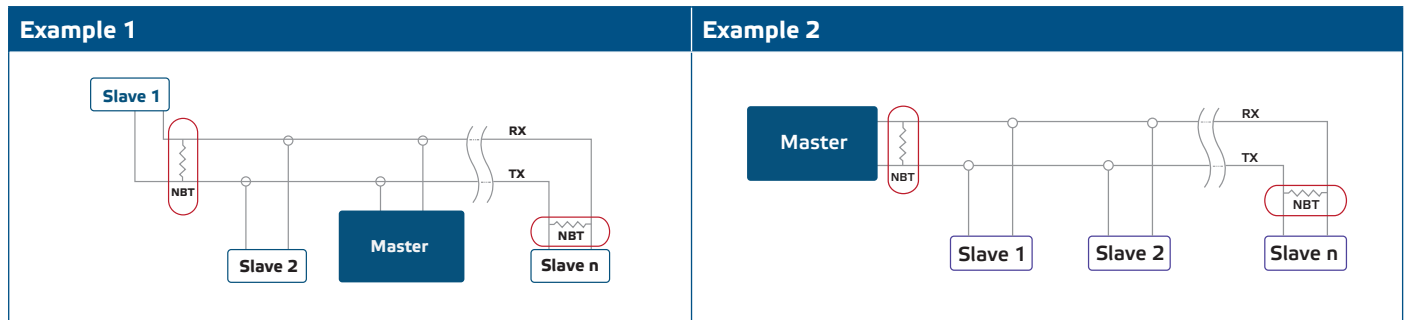 Example 1
Slave 1
RX
TX
NBT
NBT
Master
Slave 2
Slave n
Example 2
Master
RX
TX
NBT
NBT
Slave 1
Slave 2
Slave n